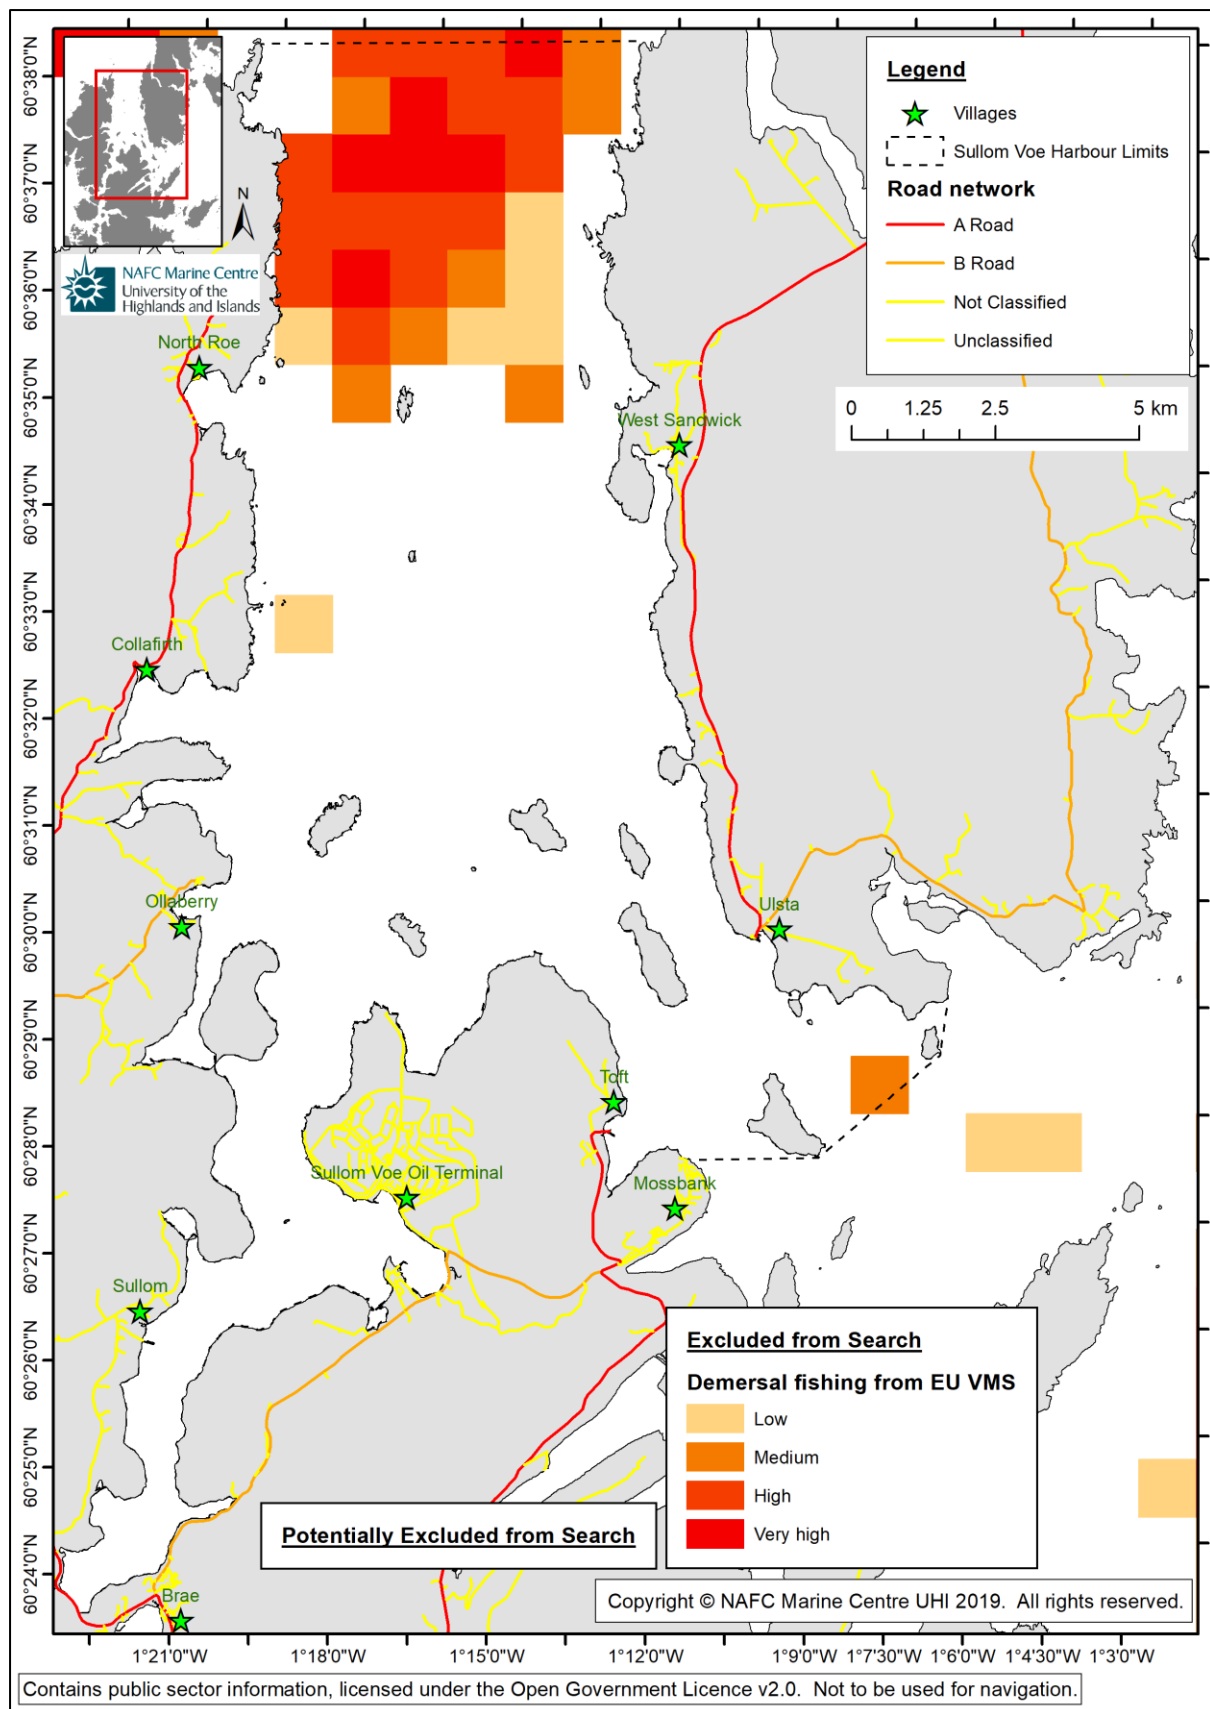 Legend
Villages
Sullom Voe Harbour Limits
Road network
A Road
B Road
Not Classified
Unclassified
0 1.25 2.5 5 km
N
NAFC Marine Centre
University of the
Highlands and Islands
North Roe
West Sandwick
Collafirth
Ollaberry
Ulsta
Toft
Sullom Voe Oil Terminal
Mossbank
Sullom
Brae
60°38'0"N
60°37'0"N
60°36'0"N
60°35'0"N
60°34'0"N
60°33'0"N
60°32'0"N
60°31'0"N
60°30'0"N
60°29'0"N
60°28'0"N
60°27'0"N
60°26'0"N
60°25'0"N
60°24'0"N
Excluded from Search
Demersal fishing from EU VMS
Low
Medium
High
Very high
Potentially Excluded from Search
Copyright © NAFC Marine Centre UHI 2019. All rights reserved.
1°21'0"W 1°18'0"W 1°15'0"W 1°12'0"W 1°9'0"W 1°7'30"W 1°6'0"W 1°4'30"W 1°3'0"W
Contains public sector information, licensed under the Open Government Licence v2.0. Not to be used for navigation.